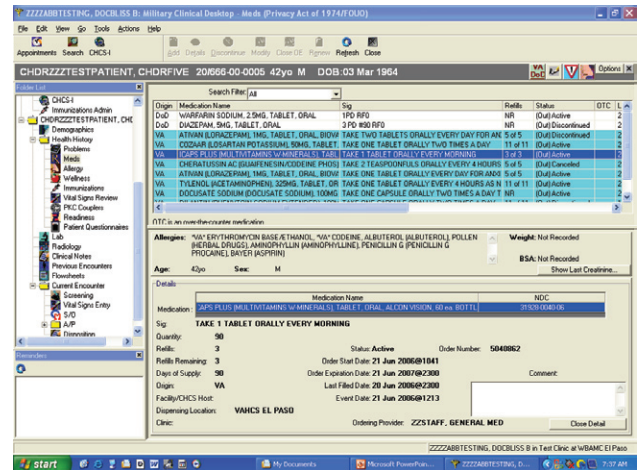 ZZZZABBTESTING, DOCBLISS B: Military Clinical Desktop - Meds (Privacy Act of 1974/FOUO)
File Edit View Go Tools Actions Help
Appointments Search CHCS-I Add Details Discontinue Modify Close OE Renew Refresh Close
CHDRZZZTESTPATIENT, CHDRFIVE 20/666-00-0005 42yo M DOB:03 Mar 1964
VA DoD Options
Folder List
CHCS-I
Immunizations Admin
CHDRZZZTESTPATIENT, CHD
Demographics
Health History
Problems
Meds
Allergy
Wellness
Immunizations
Vital Signs Review
PKC Couplers
Readiness
Patient Questionnaires
Lab
Radiology
Clinical Notes
Previous Encounters
Flowsheets
Current Encounter
Screening
Vital Signs Entry
S/O
A/P
Disposition
Reminders
Search Filter: All
Origin Medication Name Sig Refills Status OTC
DoD WARFARIN SODIUM, 2.5MG, TABLET, ORAL 1PD RF0 NR (Out) Active
DoD DIAZEPAM, 5MG, TABLET, ORAL 3 PD #90 RF0 NR (Out) Discontinued
VA ATIVAN (LORAZEPAM), 1MG, TABLET, ORAL, BIOVA TAKE TWO TABLETS ORALLY EVERY DAY FOR AN 5 of 5 (Out) Discontinued
VA COZAAR (LOSARTAN POTASSIUM), 50MG, TABLET, TAKE ONE TABLET ORALLY TWO TIMES A DAY 11 of 11 (Out) Active
VA ICAPS PLUS (MULTIVITAMINS W-MINERALS), TABL TAKE 1 TABLET ORALLY EVERY MORNING 3 of 3 (Out) Active
VA CHERATUSSIN AC (GUAIFENESIN/CODEINE PHOS) TAKE 2 TEASPOONFULS ORALLY EVERY 4 HOURS 5 of 5 (Out) Canceled
VA ATIVAN (LORAZEPAM), 1MG, TABLET, ORAL, BIOVA TAKE ONE TABLET ORALLY EVERY DAY FOR ANXI 5 of 5 (Out) Active
VA TYLENOL (ACETAMINOPHEN), 325MG, TABLET, OR TAKE ONE TABLET ORALLY EVERY 4 HOURS AS N 11 of 11 (Out) Active
VA DOCUSATE SODIUM (DOCUSATE SODIUM), 100MG TAKE ONE CAPSULE ORALLY TWO TIMES A DAY T NR (Out) Active
OTC is an over-the-counter medication
Allergies: *VA* ERYTHROMYCIN BASE/ETHANOL, *VA* CODEINE, ALBUTEROL (ALBUTEROL), POLLEN
(HERBAL DRUGS), AMINOPHYLLIN (AMINOPHYLLINE), PENICILLIN G (PENICILLIN G
PROCAINE), BAYER (ASPIRIN)
Weight: Not Recorded
BSA: Not Recorded
Age: 42yo Sex: M
Show Last Creatinine...
Details
Medication Name NDC
Medication: CAPS PLUS (MULTIVITAMINS W-MINERALS), TABLET, ORAL, ALCON VISION, 60 ea. BOTTL 31928-0040-06
Sig: TAKE 1 TABLET ORALLY EVERY MORNING
Quantity: 90
Refills: 3 Status: Active Order Number: 5040862
Refills Remaining: 3 Order Start Date: 21 Jun 2006@1041
Days of Supply: 90 Order Expiration Date: 21 Jun 2007@2300 Comment:
Origin: VA Last Filled Date: 20 Jun 2006@2300
Facility/CHCS Host: Event Date: 21 Jun 2006@1213
Dispensing Location: VAHCS EL PASO
Clinic: Ordering Provider: ZZSTAFF, GENERAL MED Close Detail
ZZZZABBTESTING, DOCBLISS B in Test Clinic at WBAMC El Paso
start My Documents Microsoft PowerPoin... ZZZZABBTESTING, D... 7:37 AM